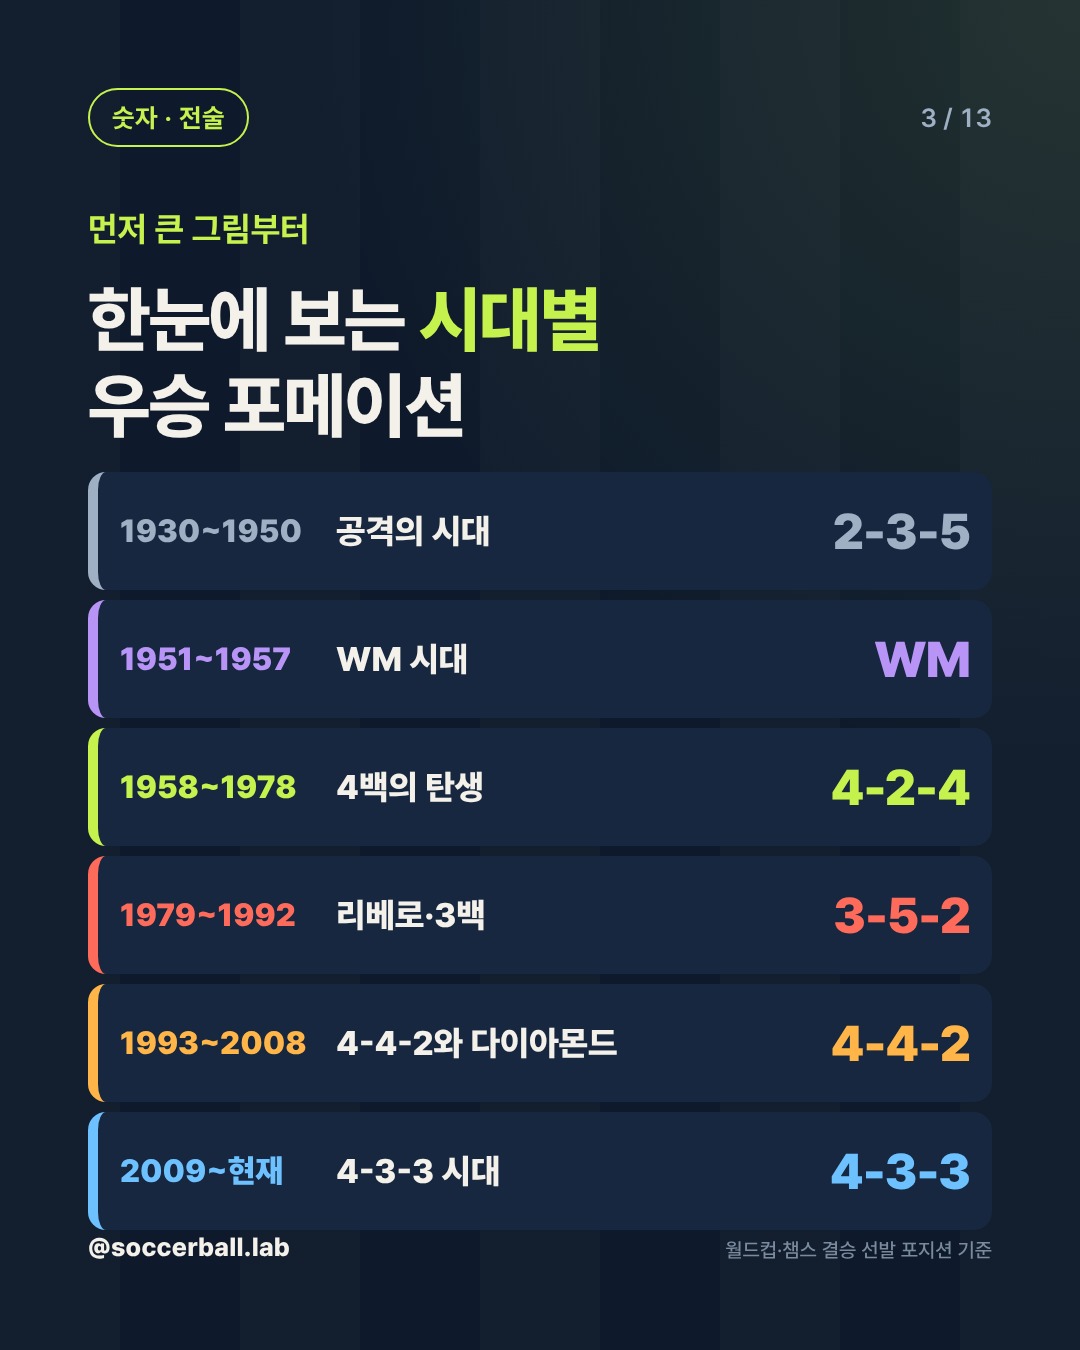 숫자 · 전술
3 / 13
먼저 큰 그림부터
한눈에 보는 시대별
우승 포메이션
1930~1950 공격의 시대 2-3-5
1951~1957 WM 시대 WM
1958~1978 4백의 탄생 4-2-4
1979~1992 리베로·3백 3-5-2
1993~2008 4-4-2와 다이아몬드 4-4-2
2009~현재 4-3-3 시대 4-3-3
@soccerball.lab
월드컵·챔스 결승 선발 포지션 기준